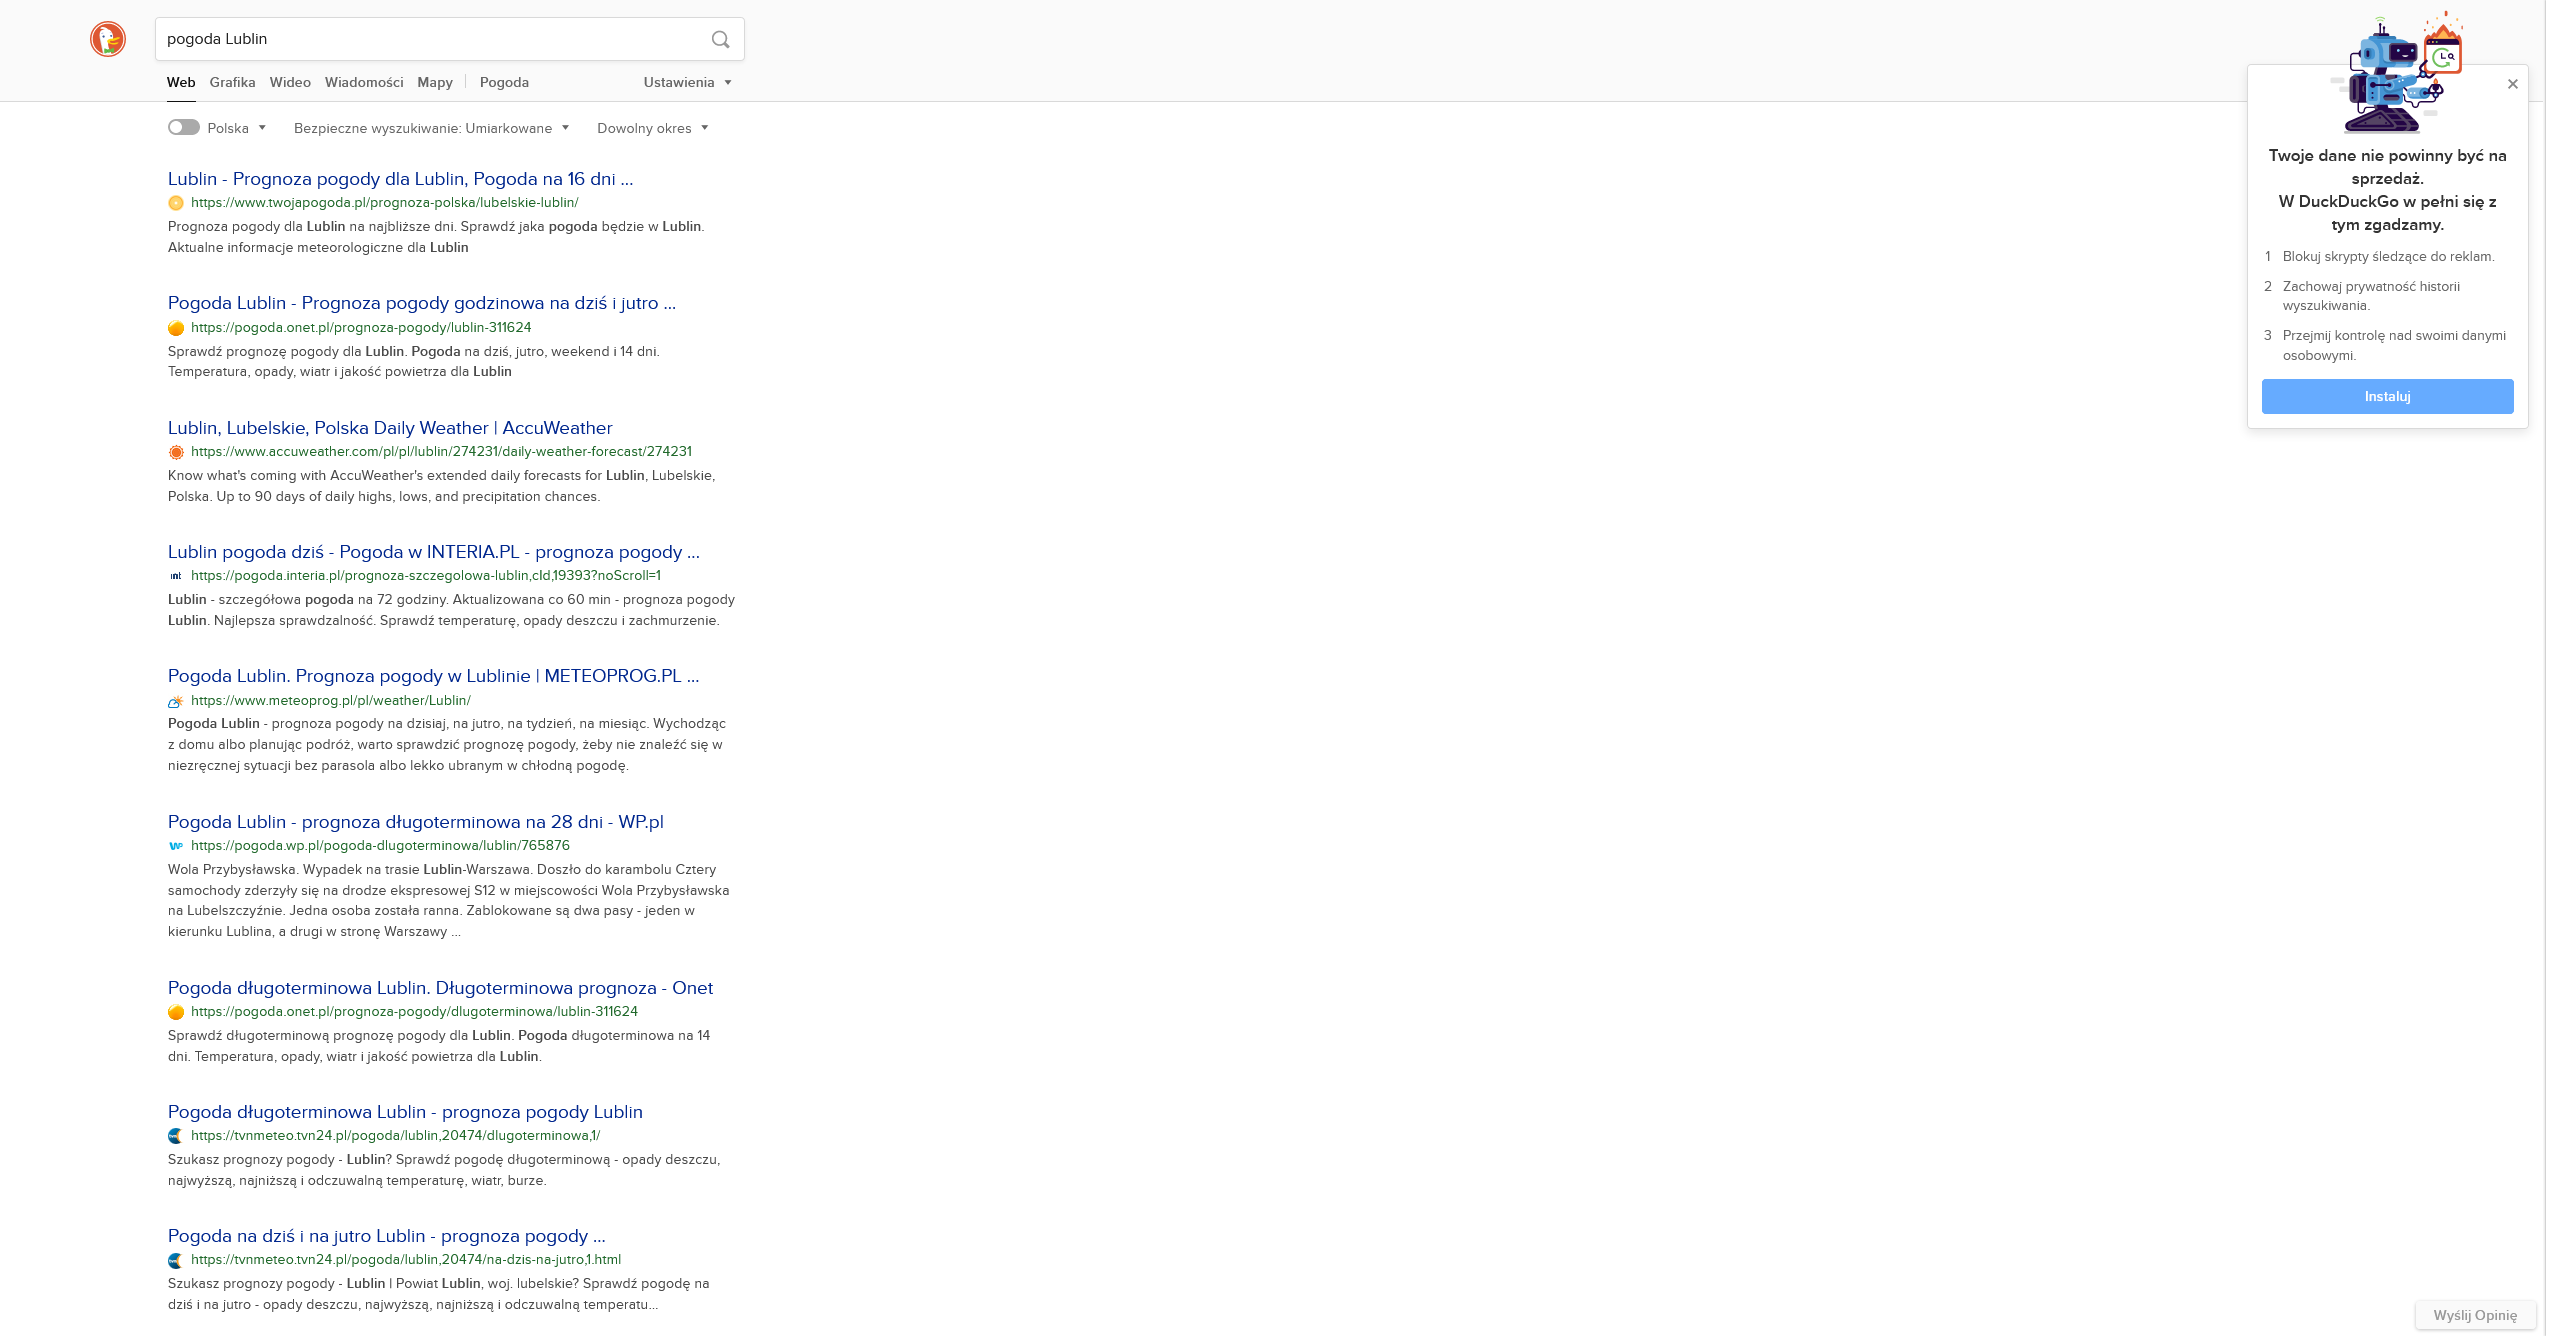 pogoda Lublin
Web Grafika Wideo Wiadomości Mapy Pogoda Ustawienia
Polska Bezpieczne wyszukiwanie: Umiarkowane Dowolny okres
Lublin - Prognoza pogody dla Lublin, Pogoda na 16 dni ...
https://www.twojapogoda.pl/prognoza-polska/lubelskie-lublin/
Prognoza pogody dla Lublin na najbliższe dni. Sprawdź jaka pogoda będzie w Lublin.
Aktualne informacje meteorologiczne dla Lublin
Pogoda Lublin - Prognoza pogody godzinowa na dziś i jutro ...
https://pogoda.onet.pl/prognoza-pogody/lublin-311624
Sprawdź prognozę pogody dla Lublin. Pogoda na dziś, jutro, weekend i 14 dni.
Temperatura, opady, wiatr i jakość powietrza dla Lublin
Lublin, Lubelskie, Polska Daily Weather | AccuWeather
https://www.accuweather.com/pl/pl/lublin/274231/daily-weather-forecast/274231
Know what's coming with AccuWeather's extended daily forecasts for Lublin, Lubelskie,
Polska. Up to 90 days of daily highs, lows, and precipitation chances.
Lublin pogoda dziś - Pogoda w INTERIA.PL - prognoza pogody ...
int https://pogoda.interia.pl/prognoza-szczegolowa-lublin,cId,19393?noScroll=1
Lublin - szczegółowa pogoda na 72 godziny. Aktualizowana co 60 min - prognoza pogody
Lublin. Najlepsza sprawdzalność. Sprawdź temperaturę, opady deszczu i zachmurzenie.
Pogoda Lublin. Prognoza pogody w Lublinie | METEOPROG.PL ...
https://www.meteoprog.pl/pl/weather/Lublin/
Pogoda Lublin - prognoza pogody na dzisiaj, na jutro, na tydzień, na miesiąc. Wychodząc
z domu albo planując podróż, warto sprawdzić prognozę pogody, żeby nie znaleźć się w
niezręcznej sytuacji bez parasola albo lekko ubranym w chłodną pogodę.
Pogoda Lublin - prognoza długoterminowa na 28 dni - WP.pl
WP https://pogoda.wp.pl/pogoda-dlugoterminowa/lublin/765876
Wola Przybysławska. Wypadek na trasie Lublin-Warszawa. Doszło do karambolu Cztery
samochody zderzyły się na drodze ekspresowej S12 w miejscowości Wola Przybysławska
na Lubelszczyźnie. Jedna osoba została ranna. Zablokowane są dwa pasy - jeden w
kierunku Lublina, a drugi w stronę Warszawy ...
Pogoda długoterminowa Lublin. Długoterminowa prognoza - Onet
https://pogoda.onet.pl/prognoza-pogody/dlugoterminowa/lublin-311624
Sprawdź długoterminową prognozę pogody dla Lublin. Pogoda długoterminowa na 14
dni. Temperatura, opady, wiatr i jakość powietrza dla Lublin.
Pogoda długoterminowa Lublin - prognoza pogody Lublin
https://tvnmeteo.tvn24.pl/pogoda/lublin,20474/dlugoterminowa,1/
Szukasz prognozy pogody - Lublin? Sprawdź pogodę długoterminową - opady deszczu,
najwyższą, najniższą i odczuwalną temperaturę, wiatr, burze.
Pogoda na dziś i na jutro Lublin - prognoza pogody ...
https://tvnmeteo.tvn24.pl/pogoda/lublin,20474/na-dzis-na-jutro,1.html
Szukasz prognozy pogody - Lublin | Powiat Lublin, woj. lubelskie? Sprawdź pogodę na
dziś i na jutro - opady deszczu, najwyższą, najniższą i odczuwalną temperatu...
Twoje dane nie powinny być na
sprzedaż.
W DuckDuckGo w pełni się z
tym zgadzamy.
1 Blokuj skrypty śledzące do reklam.
2 Zachowaj prywatność historii
wyszukiwania.
3 Przejmij kontrolę nad swoimi danymi
osobowymi.
Instaluj
Wyślij Opinię